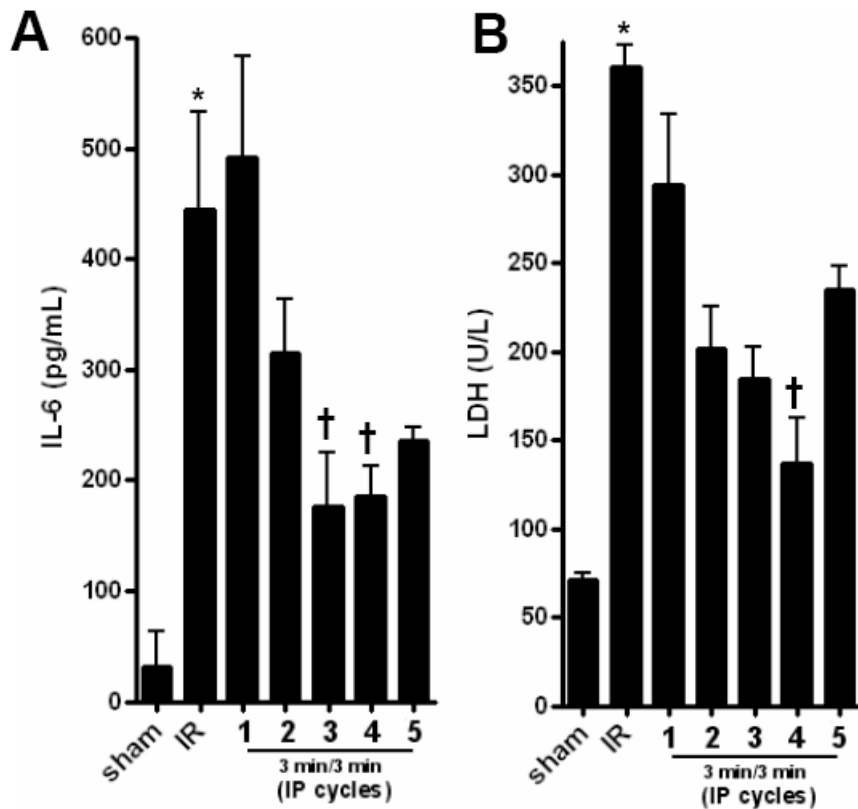 A
IL-6 (pg/mL)
600
500
400
300
200
100
0
*
†
†
sham
IR
1
2
3
4
5
3 min/3 min
(IP cycles)
B
LDH (U/L)
350
300
250
200
150
100
50
0
*
†
sham
IR
1
2
3
4
5
3 min/3 min
(IP cycles)